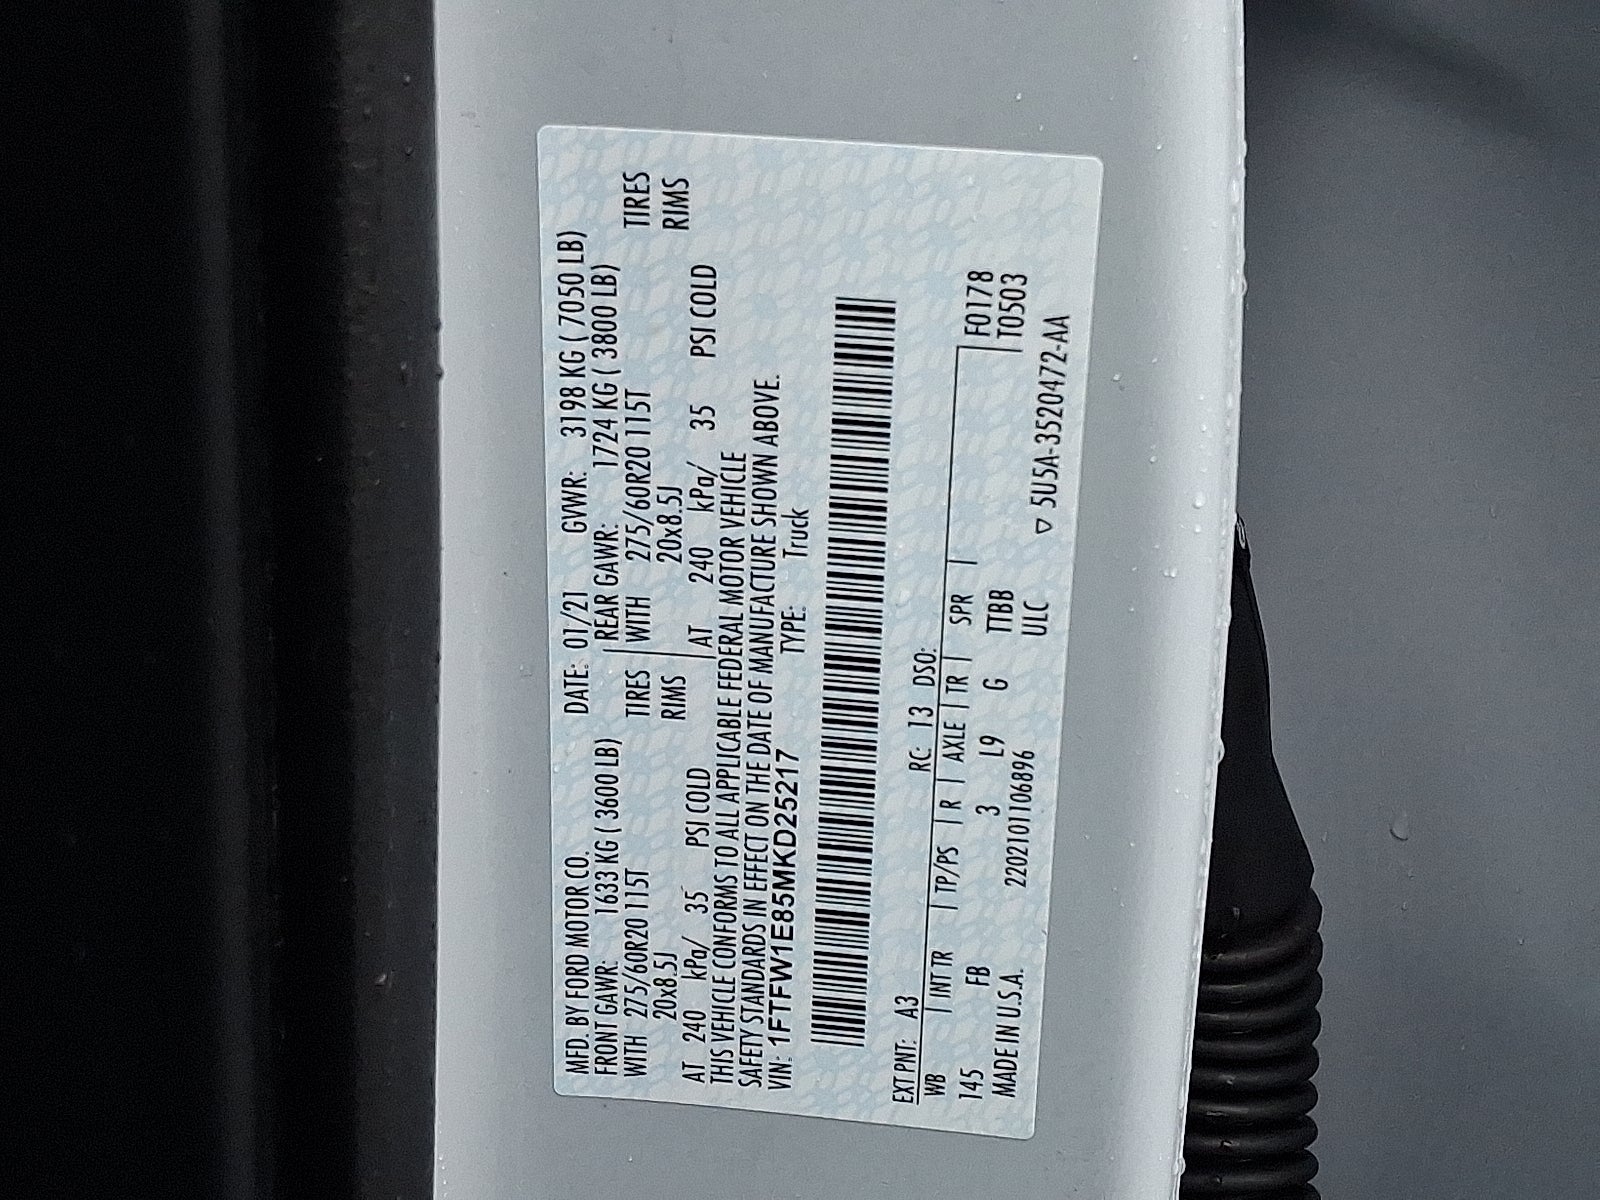 MFD. BY FORD MOTOR CO. DATE: 01/21 GVWR: 3198 KG ( 7050 LB)
FRONT GAWR: 1633 KG ( 3600 LB) REAR GAWR: 1724 KG ( 3800 LB)
WITH 275/60R20 115T TIRES WITH 275/60R20 115T TIRES
20x8.5J RIMS 20x8.5J RIMS
AT 240 kPa/ 35 PSI COLD AT 240 kPa/ 35 PSI COLD
THIS VEHICLE CONFORMS TO ALL APPLICABLE FEDERAL MOTOR VEHICLE
SAFETY STANDARDS IN EFFECT ON THE DATE OF MANUFACTURE SHOWN ABOVE.
VIN: 1FTFW1E85MKD25217 TYPE: Truck
EXT PNT: A3 RC: 13 DSO:
WB | INT TR | TP/PS | R | AXLE | TR | SPR | F0178
145 FB 3 L9 G TTBB T0503
MADE IN U.S.A. 2202101106896 ULC
▽ 5U5A-3520472-AA